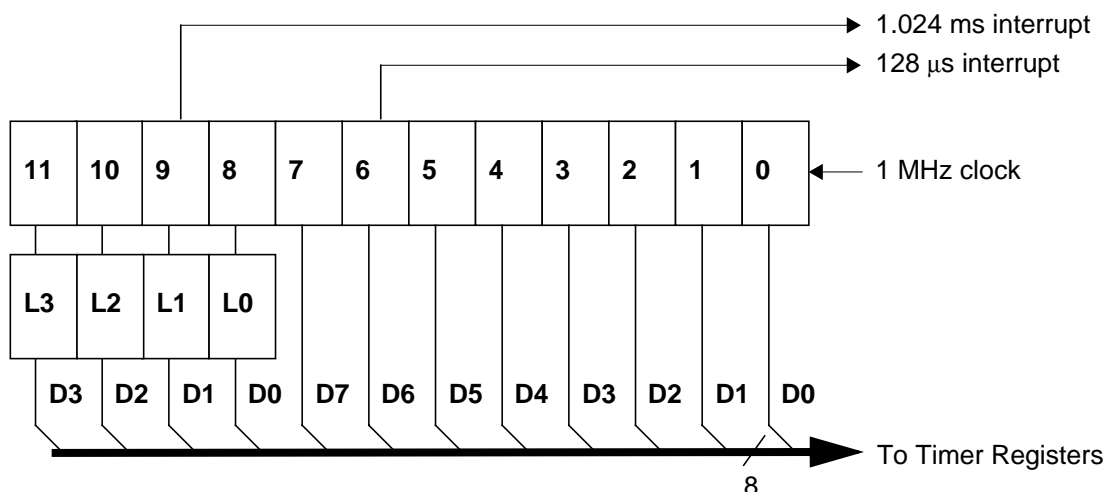 1.024 ms interrupt
128 μs interrupt
11 10 9 8 7 6 5 4 3 2 1 0
1 MHz clock
L3 L2 L1 L0
D3 D2 D1 D0 D7 D6 D5 D4 D3 D2 D1 D0
To Timer Registers
8